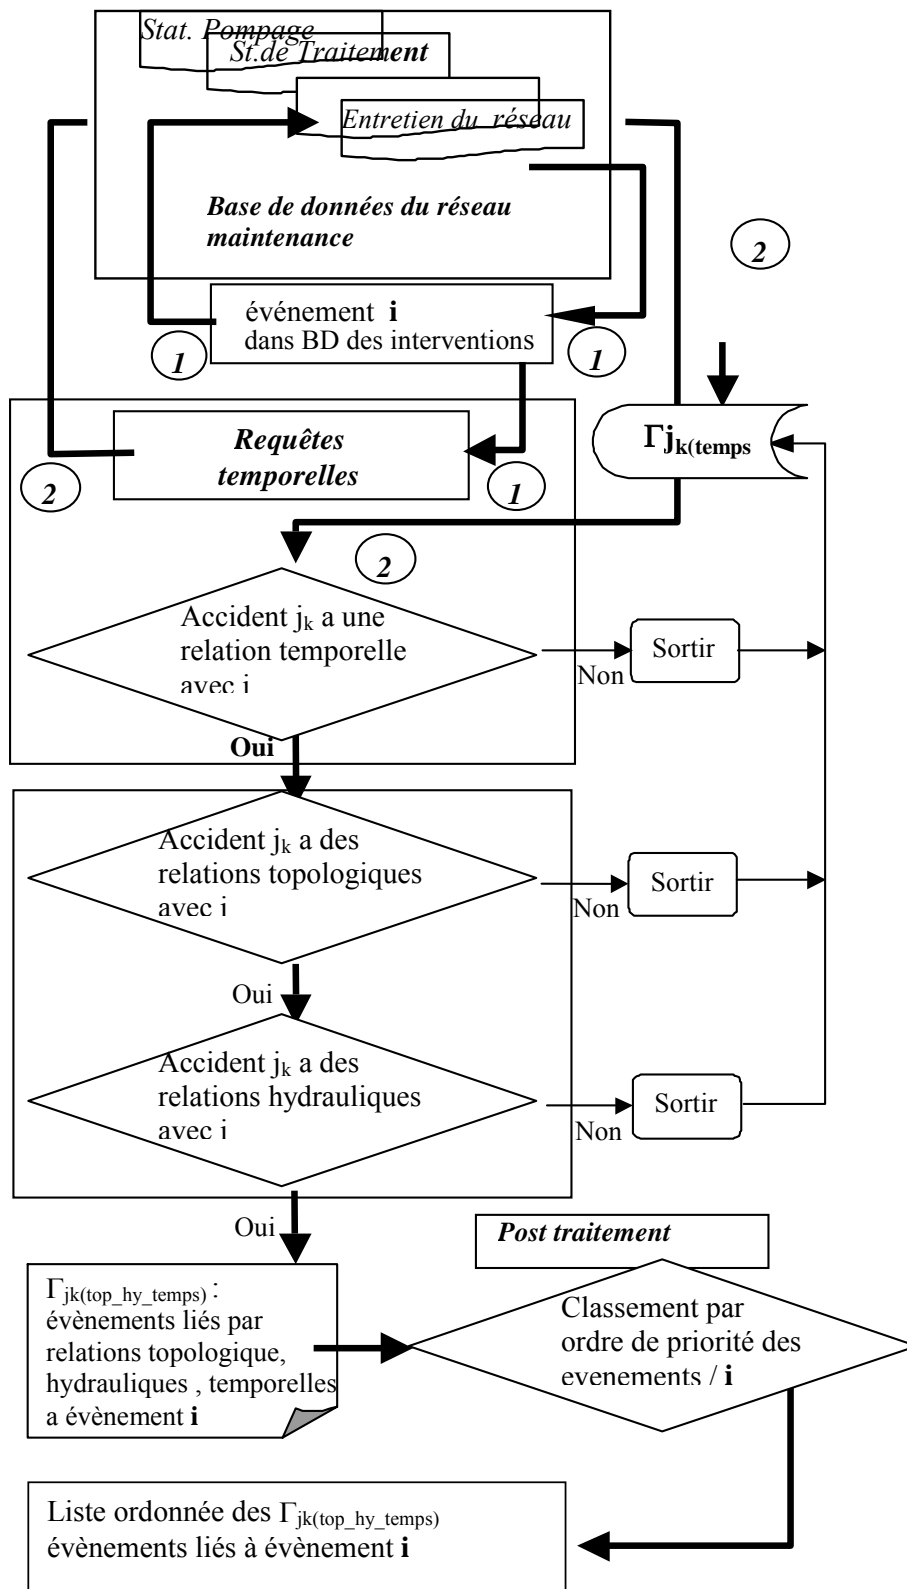 Stat. Pompage
St.de Traitement
Entretien du réseau
Base de données du réseau
maintenance
2
événement i
dans BD des interventions
1
1
Requêtes
temporelles
Γjk(temps
2
1
2
Accident jk a une
relation temporelle
avec i
Non
Sortir
Oui
Accident jk a des
relations topologiques
avec i
Non
Sortir
Oui
Accident jk a des
relations hydrauliques
avec i
Non
Sortir
Oui
Post traitement
Γjk(top_hy_temps) :
évènements liés par
relations topologique,
hydrauliques , temporelles
a évènement i
Classement par
ordre de priorité des
evenements / i
Liste ordonnée des Γjk(top_hy_temps)
évènements liés à évènement i